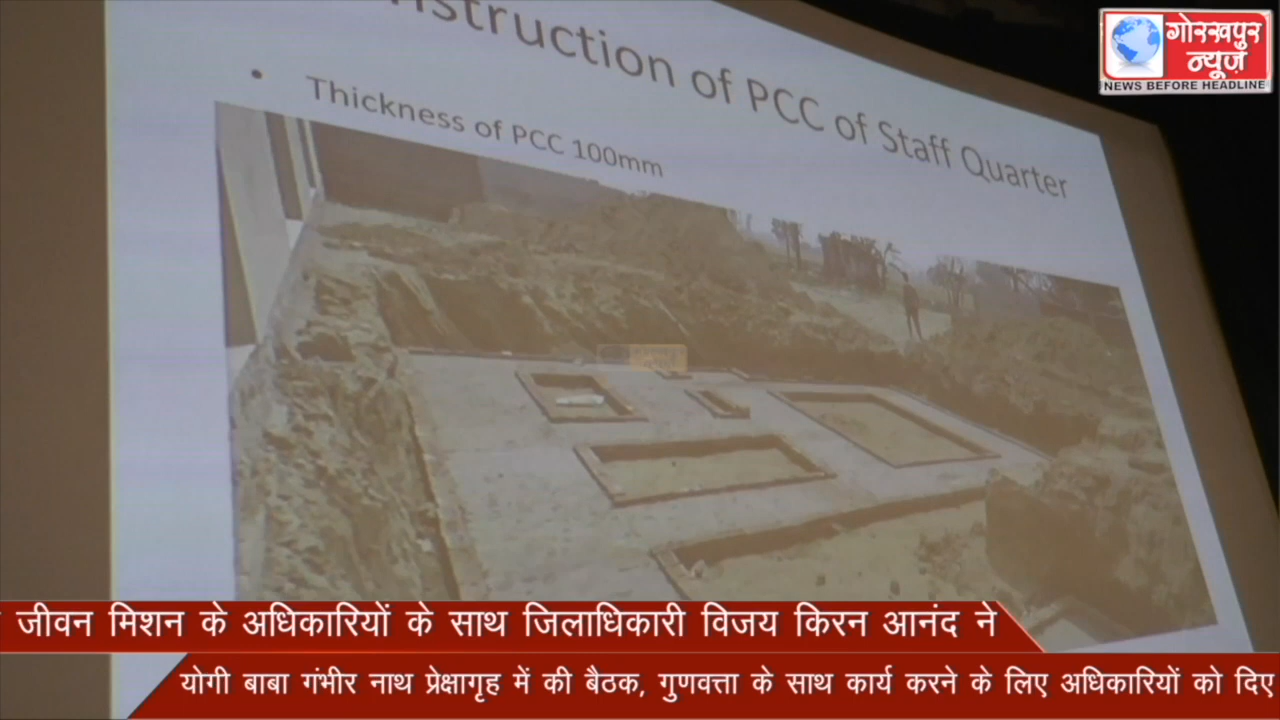 गोरखपुर
न्यूज़
NEWS BEFORE HEADLINE
of PCC of Staff Quarter
• Thickness of PCC 100mm
जीवन मिशन के अधिकारियों के साथ जिलाधिकारी विजय किरन आनंद ने
योगी बाबा गंभीर नाथ प्रेक्षागृह में की बैठक, गुणवत्ता के साथ कार्य करने के लिए अधिकारियों को दिए